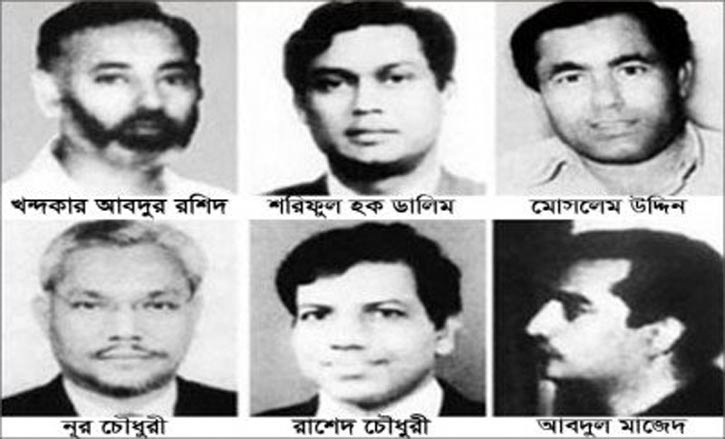 খন্দকার আবদুর রশিদ
শরিফুল হক ডালিম
মোসলেম উদ্দিন
নূর চৌধুরী
রাশেদ চৌধুরী
আবদুল মাজেদ